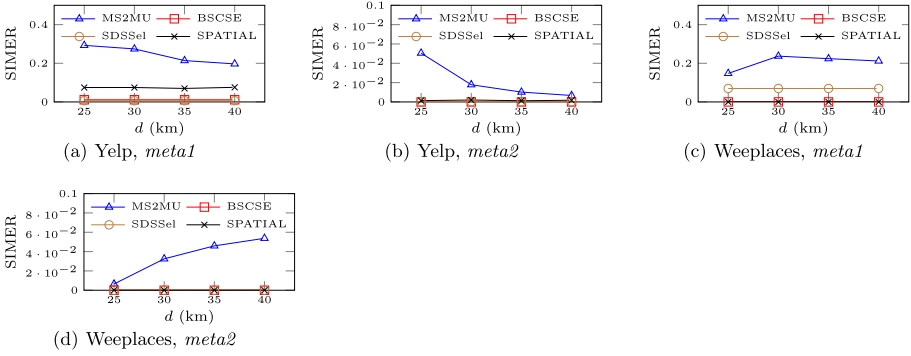 0.4
0.2
0
SIMER
MS2MU BSCSE
SDSSel SPATIAL
25 30 35 40
d (km)
(a) Yelp, meta1
0.1
8 · 10−2
6 · 10−2
4 · 10−2
2 · 10−2
0
SIMER
MS2MU BSCSE
SDSSel SPATIAL
25 30 35 40
d (km)
(b) Yelp, meta2
0.4
0.2
0
SIMER
MS2MU BSCSE
SDSSel SPATIAL
25 30 35 40
d (km)
(c) Weeplaces, meta1
0.1
8 · 10−2
6 · 10−2
4 · 10−2
2 · 10−2
0
SIMER
MS2MU BSCSE
SDSSel SPATIAL
25 30 35 40
d (km)
(d) Weeplaces, meta2